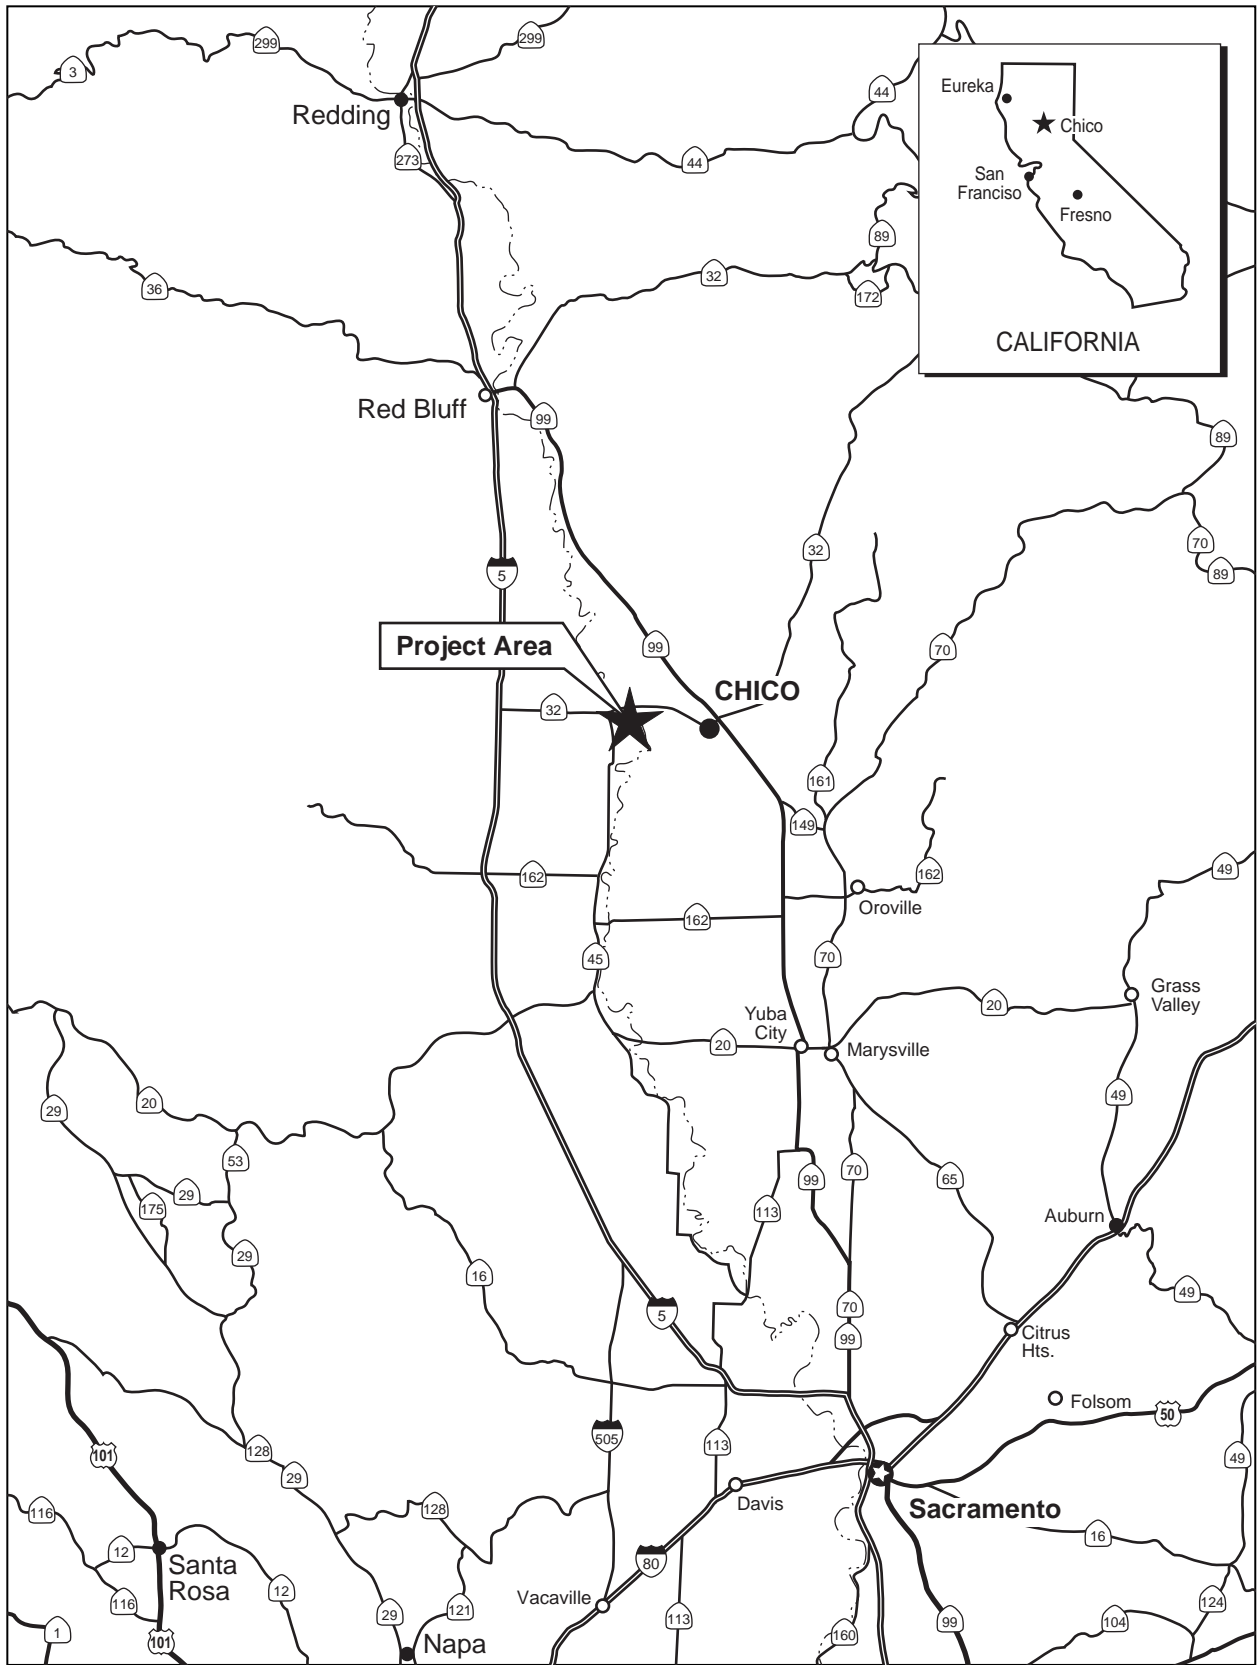 299
299
3
44
Eureka
Chico
Redding
273
44
San
Franciso
Fresno
89
32
36
172
CALIFORNIA
Red Bluff
99
89
70
32
5
89
Project Area
99
70
CHICO
32
161
149
162
162
49
Oroville
162
45
70
Grass
Valley
20
Yuba
City
20
Marysville
20
29
49
53
70
65
99
29
175
113
Auburn
29
16
49
5
70
99
Citrus
Hts.
Folsom
50
505
113
101
128
29
49
Davis
Sacramento
116
128
16
12
80
Santa
Rosa
12
Vacaville
116
29
121
113
124
99
104
1
101
Napa
160